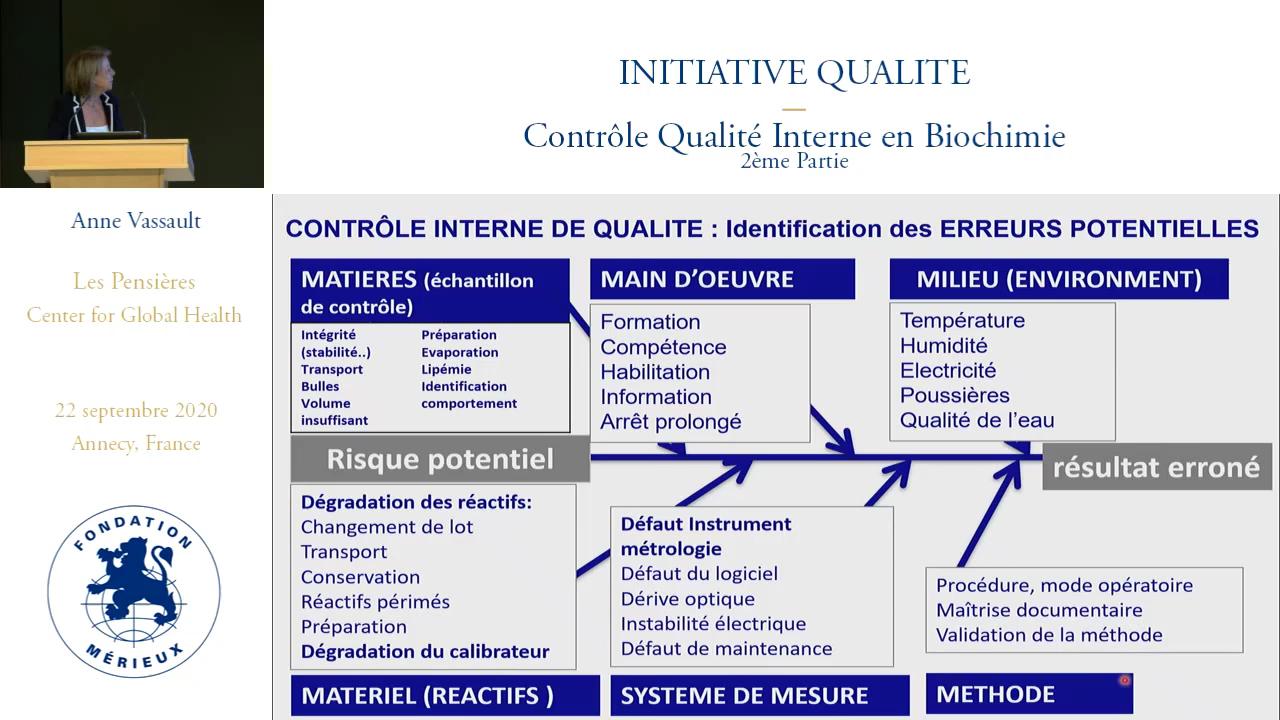 INITIATIVE QUALITE
Contrôle Qualité Interne en Biochimie
2ème Partie
Anne Vassault
Les Pensières
Center for Global Health
22 septembre 2020
Annecy, France
FONDATION
MÉRIEUX
CONTRÔLE INTERNE DE QUALITE : Identification des ERREURS POTENTIELLES
MATIERES (échantillon
de contrôle)
Intégrité
(stabilité..)
Transport
Bulles
Volume
insuffisant
Préparation
Evaporation
Lipémie
Identification
comportement
MAIN D'OEUVRE
Formation
Compétence
Habilitation
Information
Arrêt prolongé
MILIEU (ENVIRONMENT)
Température
Humidité
Electricité
Poussières
Qualité de l'eau
Risque potentiel
résultat erroné
Dégradation des réactifs:
Changement de lot
Transport
Conservation
Réactifs périmés
Préparation
Dégradation du calibrateur
MATERIEL (REACTIFS )
Défaut Instrument
métrologie
Défaut du logiciel
Dérive optique
Instabilité électrique
Défaut de maintenance
SYSTEME DE MESURE
Procédure, mode opératoire
Maîtrise documentaire
Validation de la méthode
METHODE